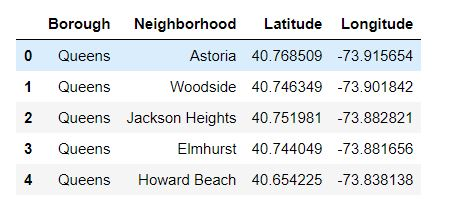 Borough Neighborhood Latitude Longitude
0 Queens Astoria 40.768509 -73.915654
1 Queens Woodside 40.746349 -73.901842
2 Queens Jackson Heights 40.751981 -73.882821
3 Queens Elmhurst 40.744049 -73.881656
4 Queens Howard Beach 40.654225 -73.838138